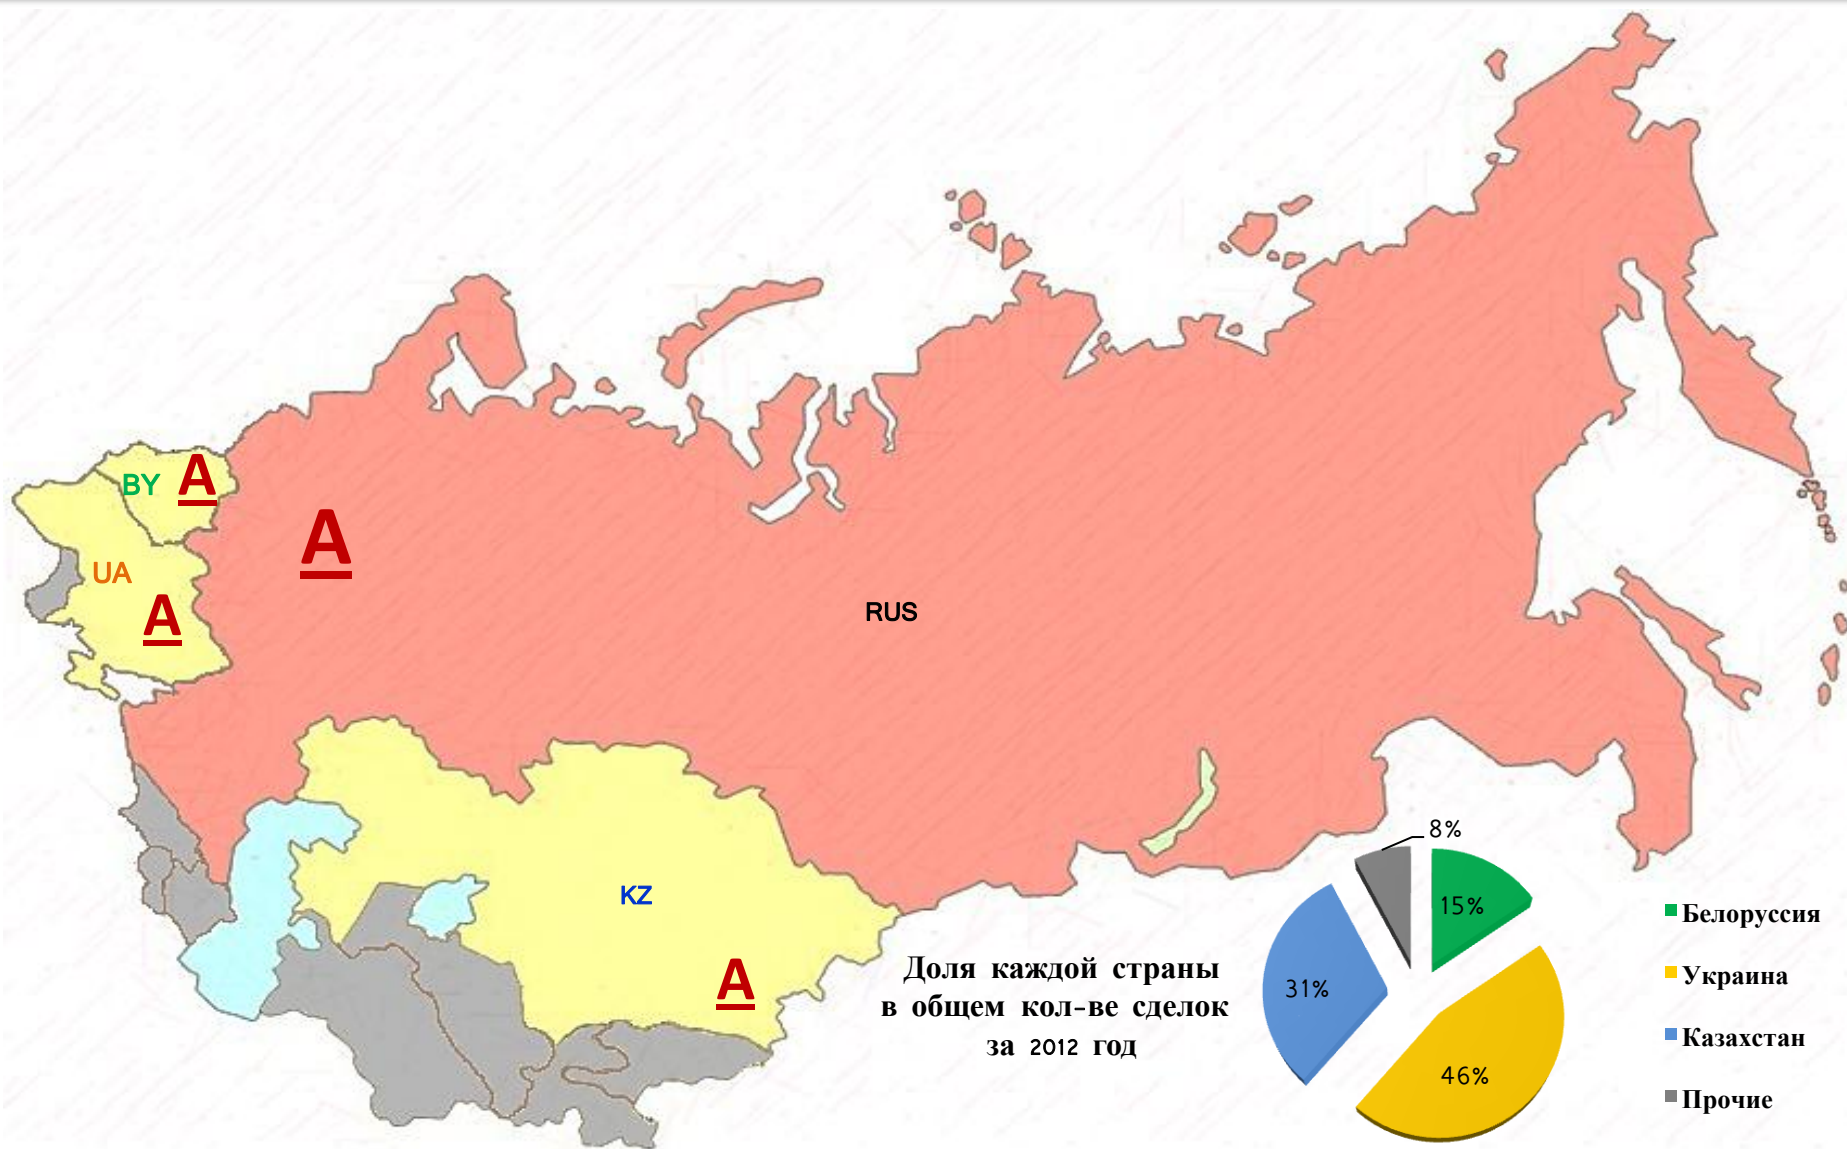 BY
А
UA
А
А
RUS
KZ
А
Доля каждой страны
в общем кол-ве сделок
за 2012 год
8%
15%
31%
46%
Белоруссия
Украина
Казахстан
Прочие